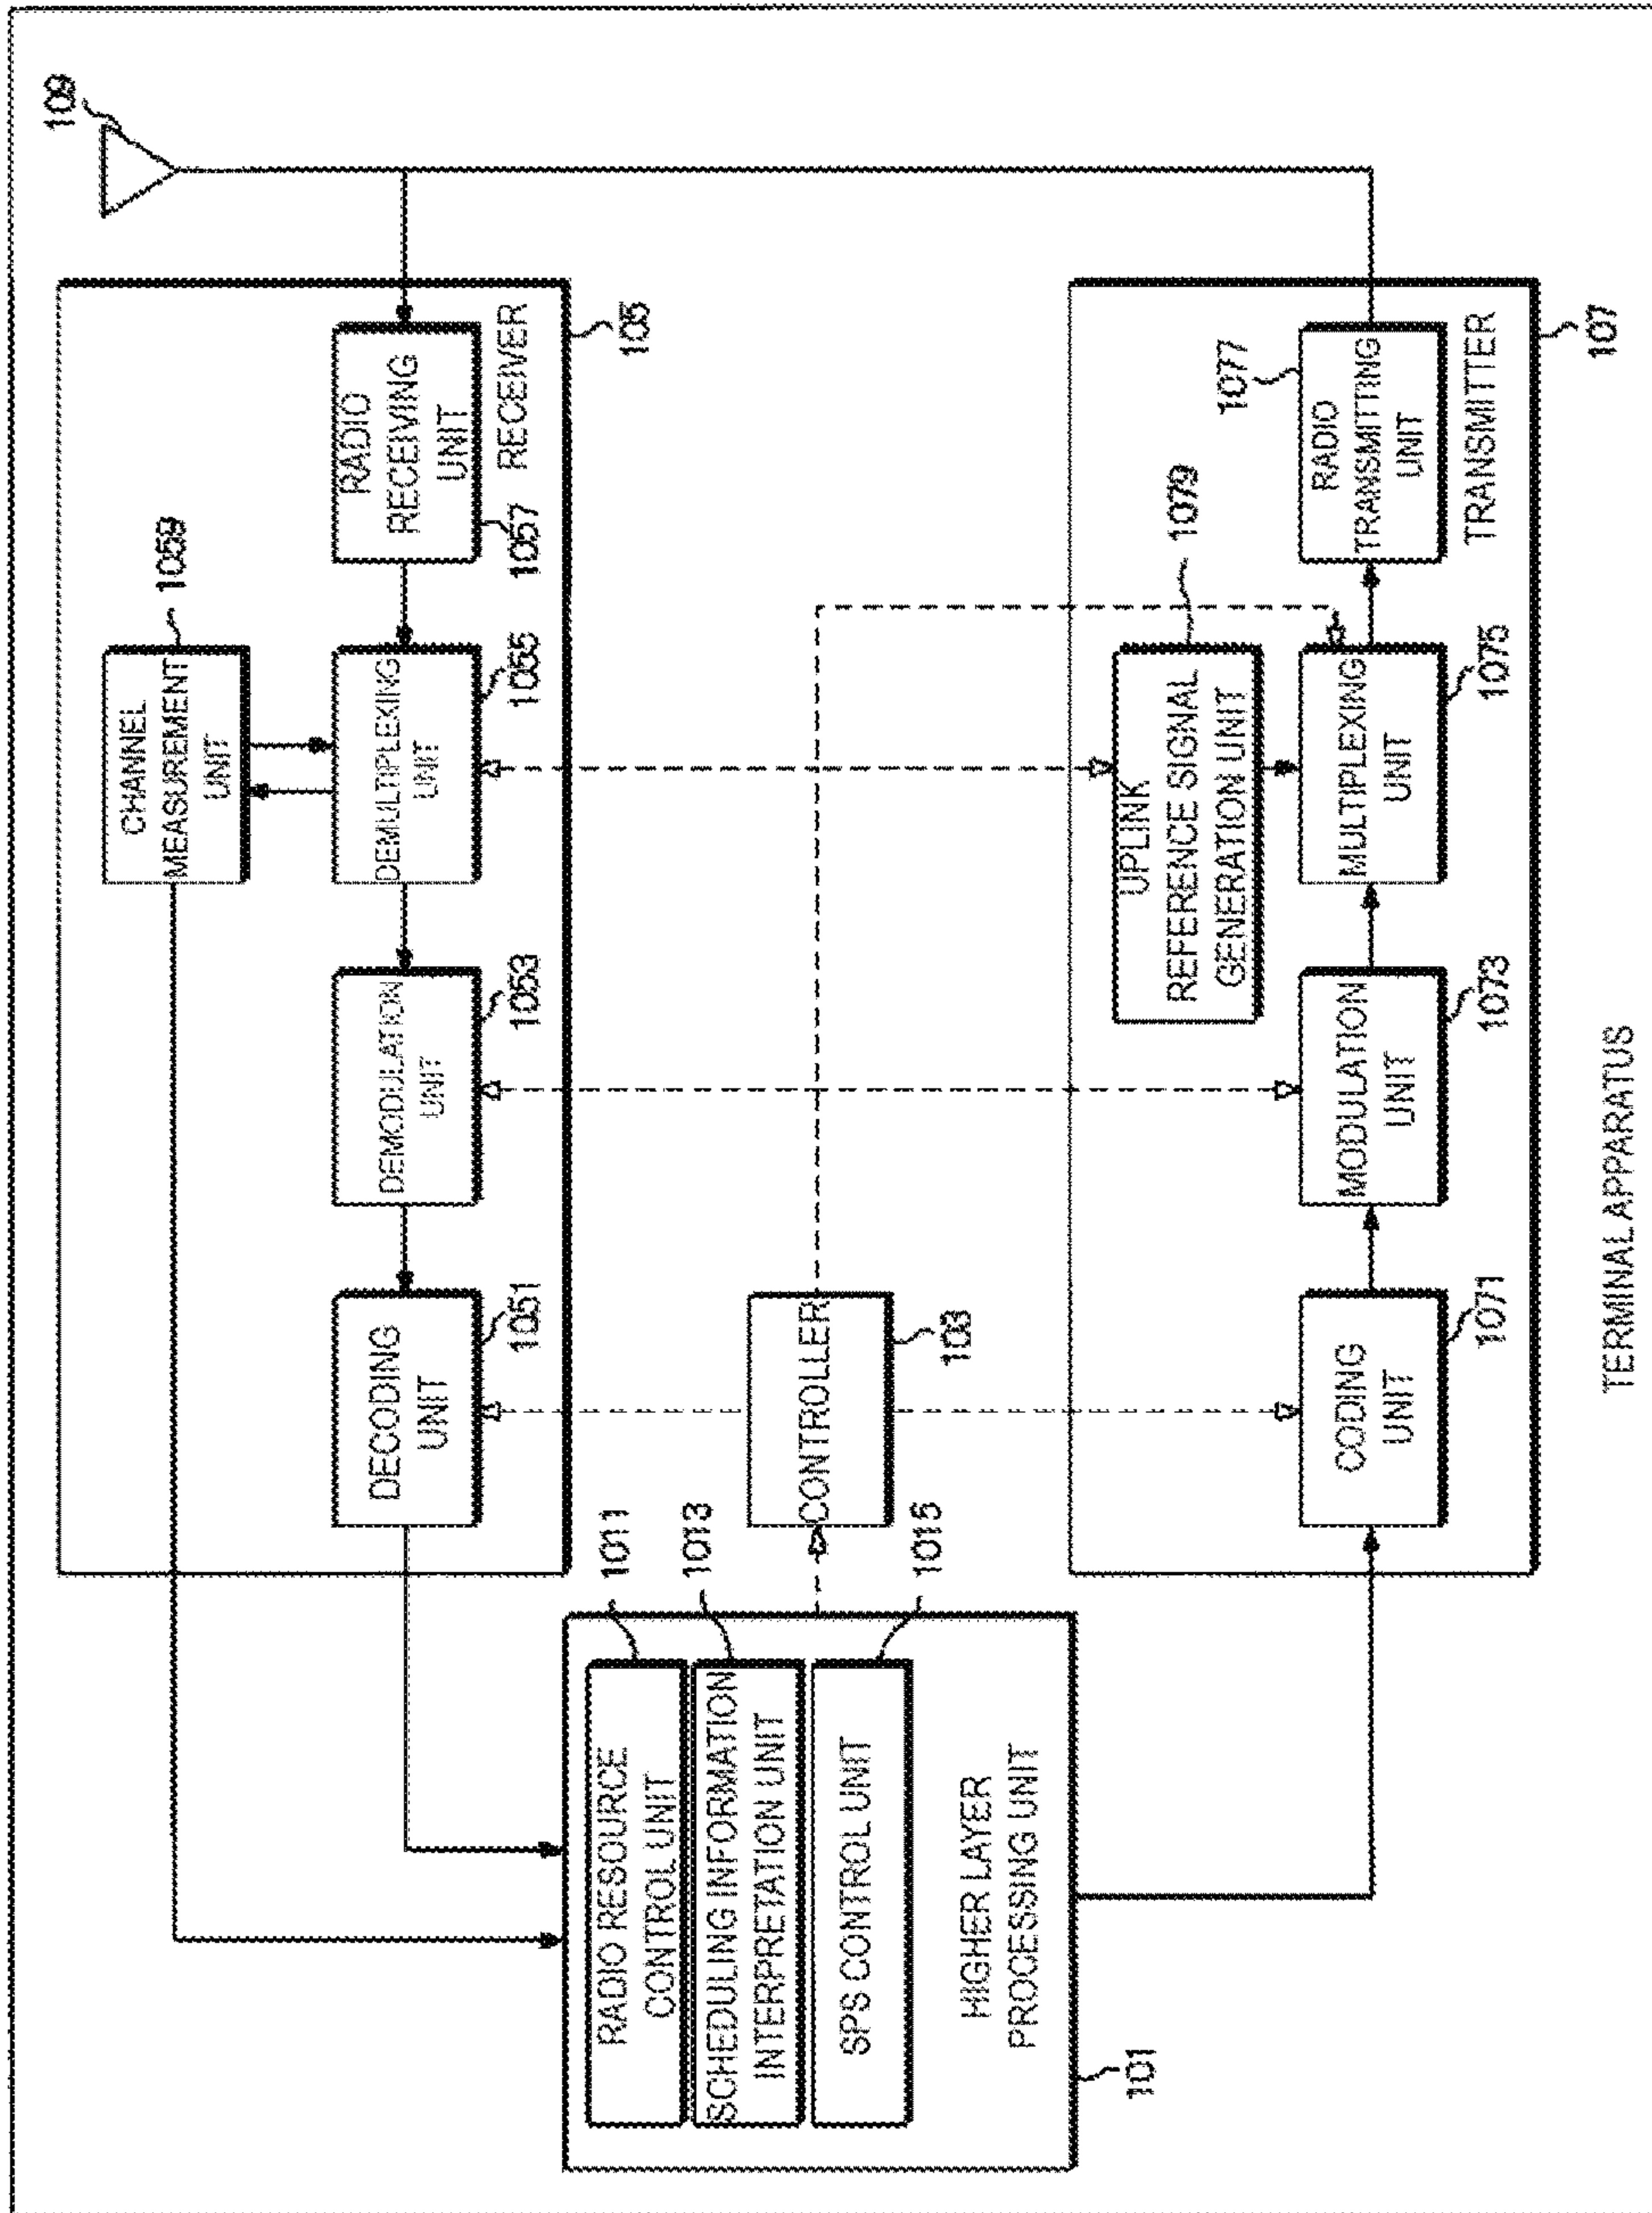 109
1059
CHANNEL
MEASUREMENT
UNIT
RADIO
RECEIVING
UNIT
1057
DEMULTIPLEXING
UNIT
1055
DEMODULATION
UNIT
1053
DECODING
UNIT
1051
RECEIVER
105
RADIO RESOURCE
CONTROL UNIT
1011
SCHEDULING INFORMATION
INTERPRETATION UNIT
1013
SPS CONTROL UNIT
1015
HIGHER LAYER
PROCESSING UNIT
101
CONTROLLER
103
UPLINK
REFERENCE SIGNAL
GENERATION UNIT
1079
CODING
UNIT
1071
MODULATION
UNIT
1073
MULTIPLEXING
UNIT
1075
RADIO
TRANSMITTING
UNIT
1077
TRANSMITTER
107
TERMINAL APPARATUS